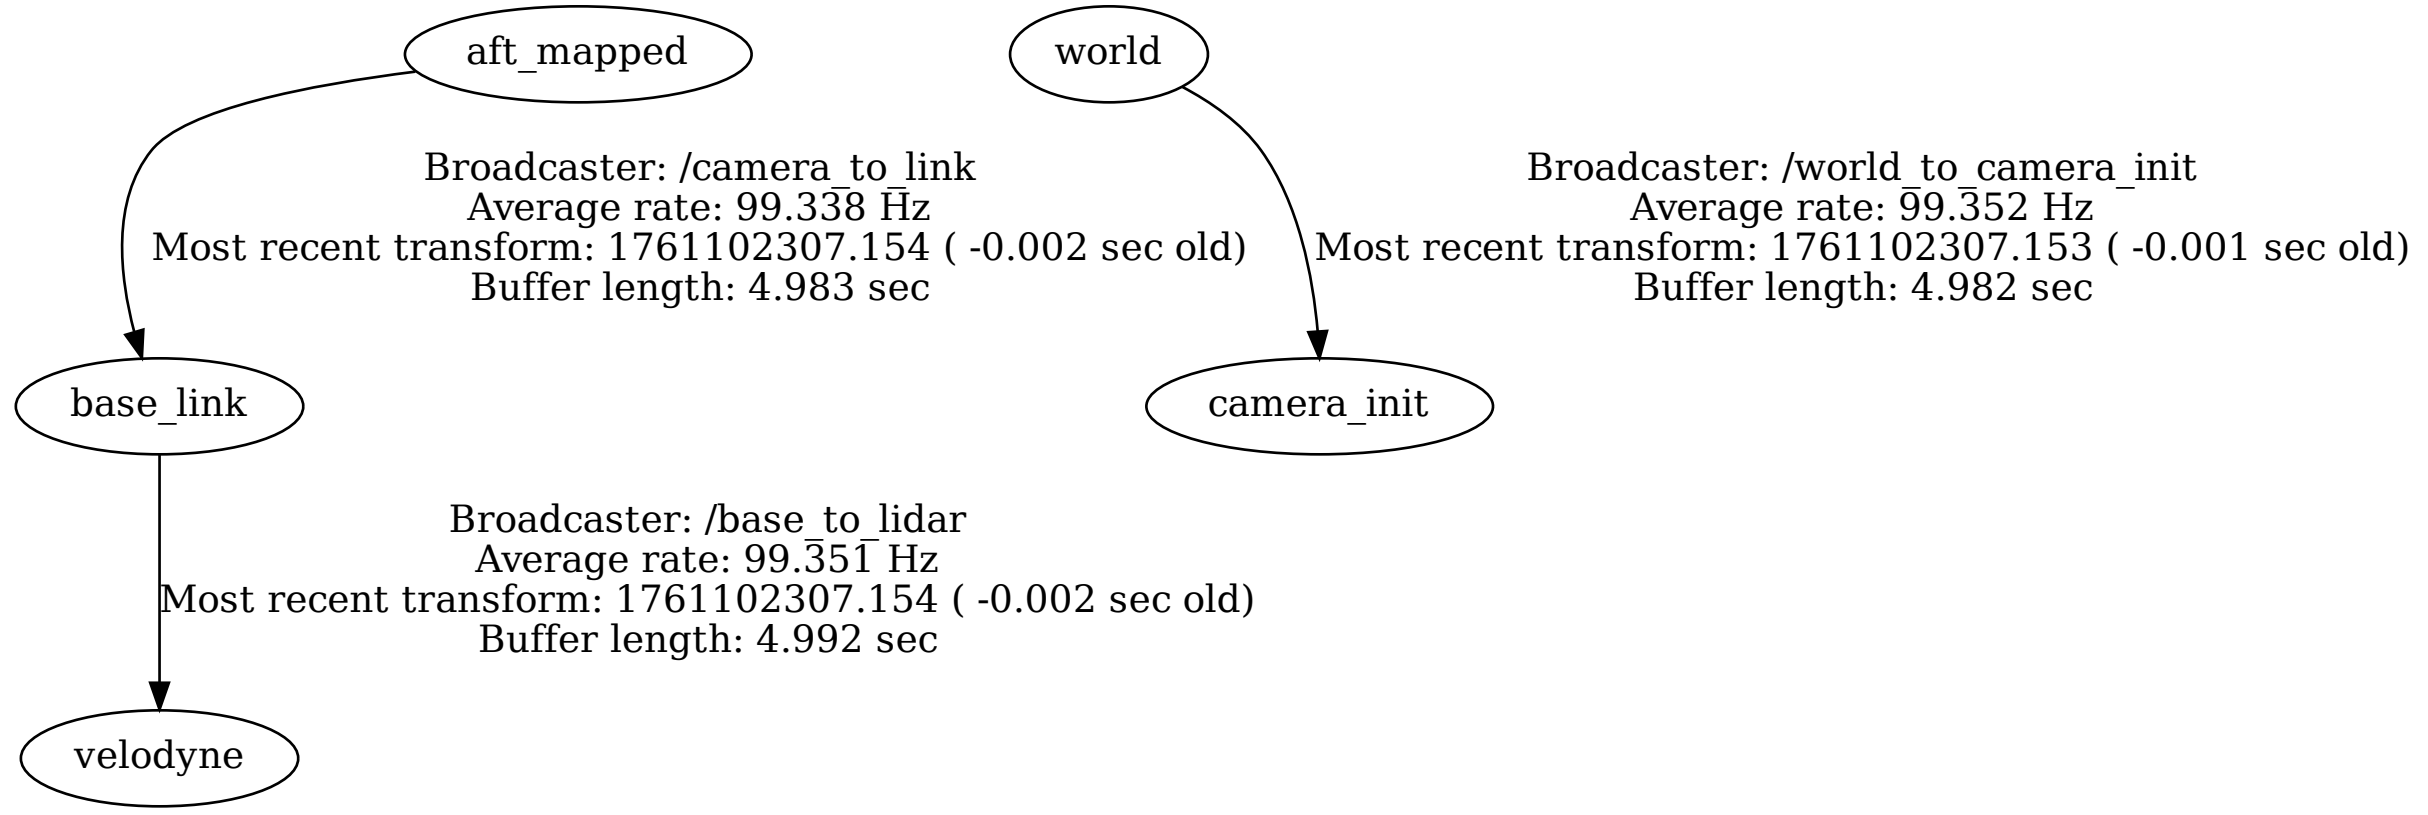 aft_mapped
world
Broadcaster: /camera_to_link
Average rate: 99.338 Hz
Most recent transform: 1761102307.154 ( -0.002 sec old)
Buffer length: 4.983 sec
Broadcaster: /world_to_camera_init
Average rate: 99.352 Hz
Most recent transform: 1761102307.153 ( -0.001 sec old)
Buffer length: 4.982 sec
base_link
camera_init
Broadcaster: /base_to_lidar
Average rate: 99.351 Hz
Most recent transform: 1761102307.154 ( -0.002 sec old)
Buffer length: 4.992 sec
velodyne